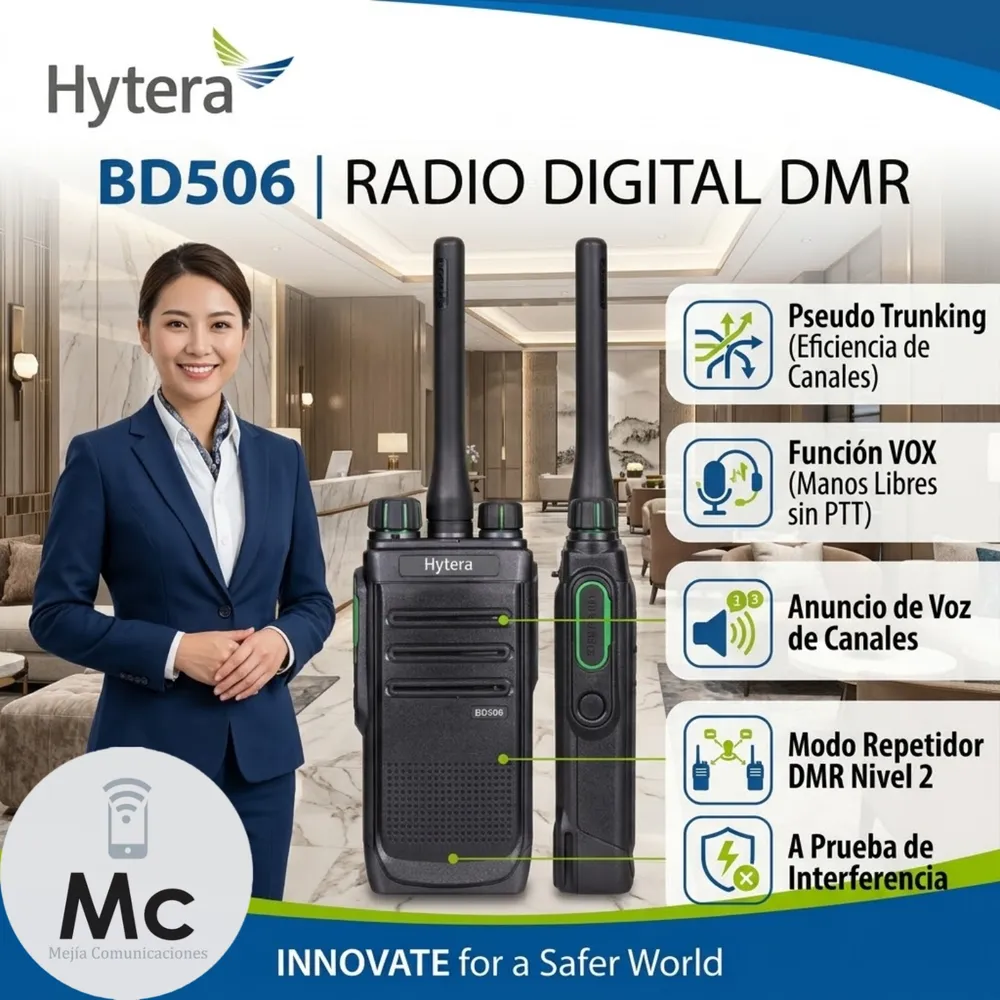 Hytera
BD506 | RADIO DIGITAL DMR
Pseudo Trunking
(Eficiencia de
Canales)
Función VOX
(Manos Libres
sin PTT)
Hytera
1 3
Anuncio de Voz
de Canales
BD506
Modo Repetidor
DMR Nivel 2
A Prueba de
Interferencia
Mc
Mejía Comunicaciones
INNOVATE for a Safer World